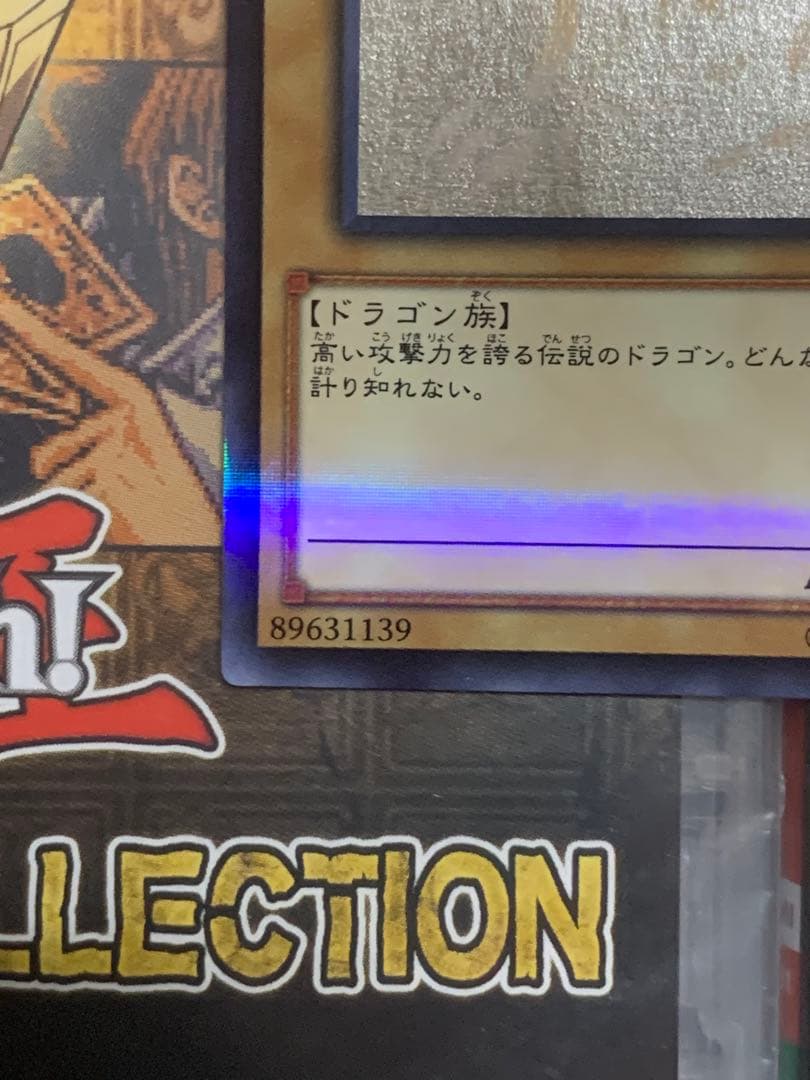 【ドラゴン族】
高い攻撃力を誇る伝説のドラゴン。どんな
計り知れない。
89631139
h!
LLECTION